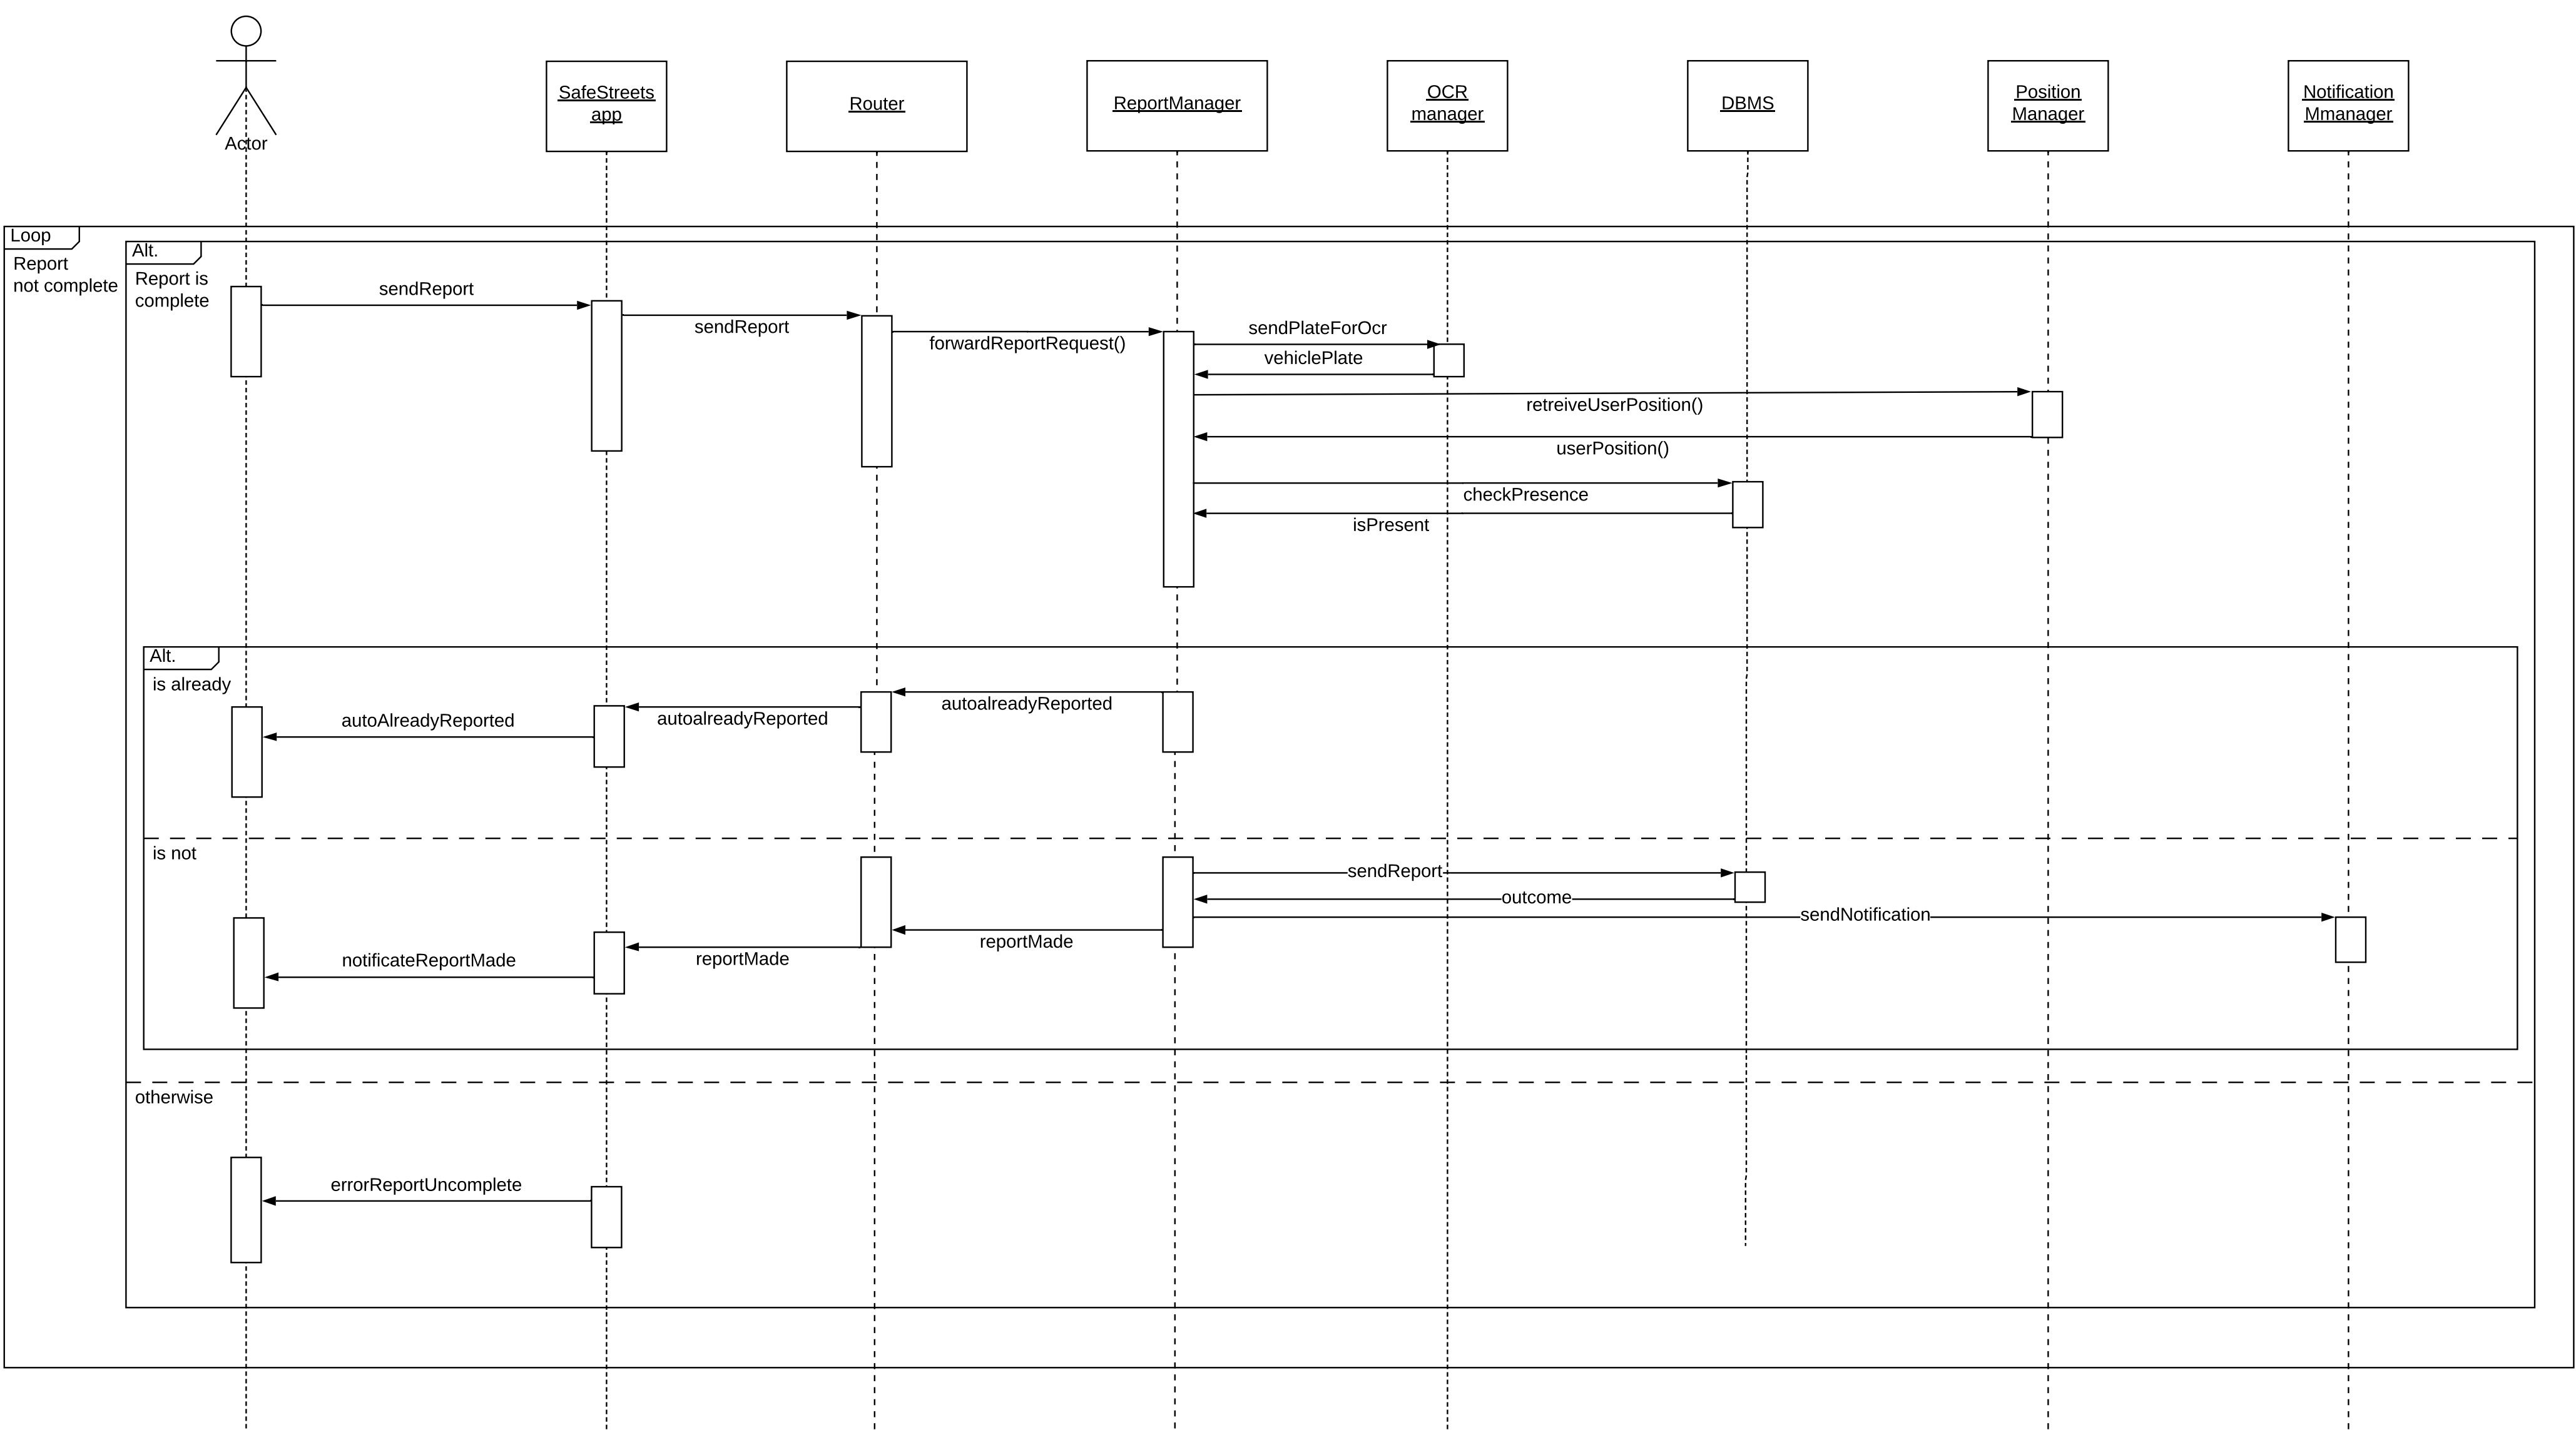 Actor
SafeStreets
app
Router
ReportManager
OCR
manager
DBMS
Position
Manager
Notification
Mmanager
Loop
Report
not complete
Alt.
Report is
complete
sendReport
sendReport
forwardReportRequest()
sendPlateForOcr
vehiclePlate
retreiveUserPosition()
userPosition()
checkPresence
isPresent
Alt.
is already
autoalreadyReported
autoalreadyReported
autoAlreadyReported
is not
sendReport
outcome
sendNotification
reportMade
reportMade
notificateReportMade
otherwise
errorReportUncomplete